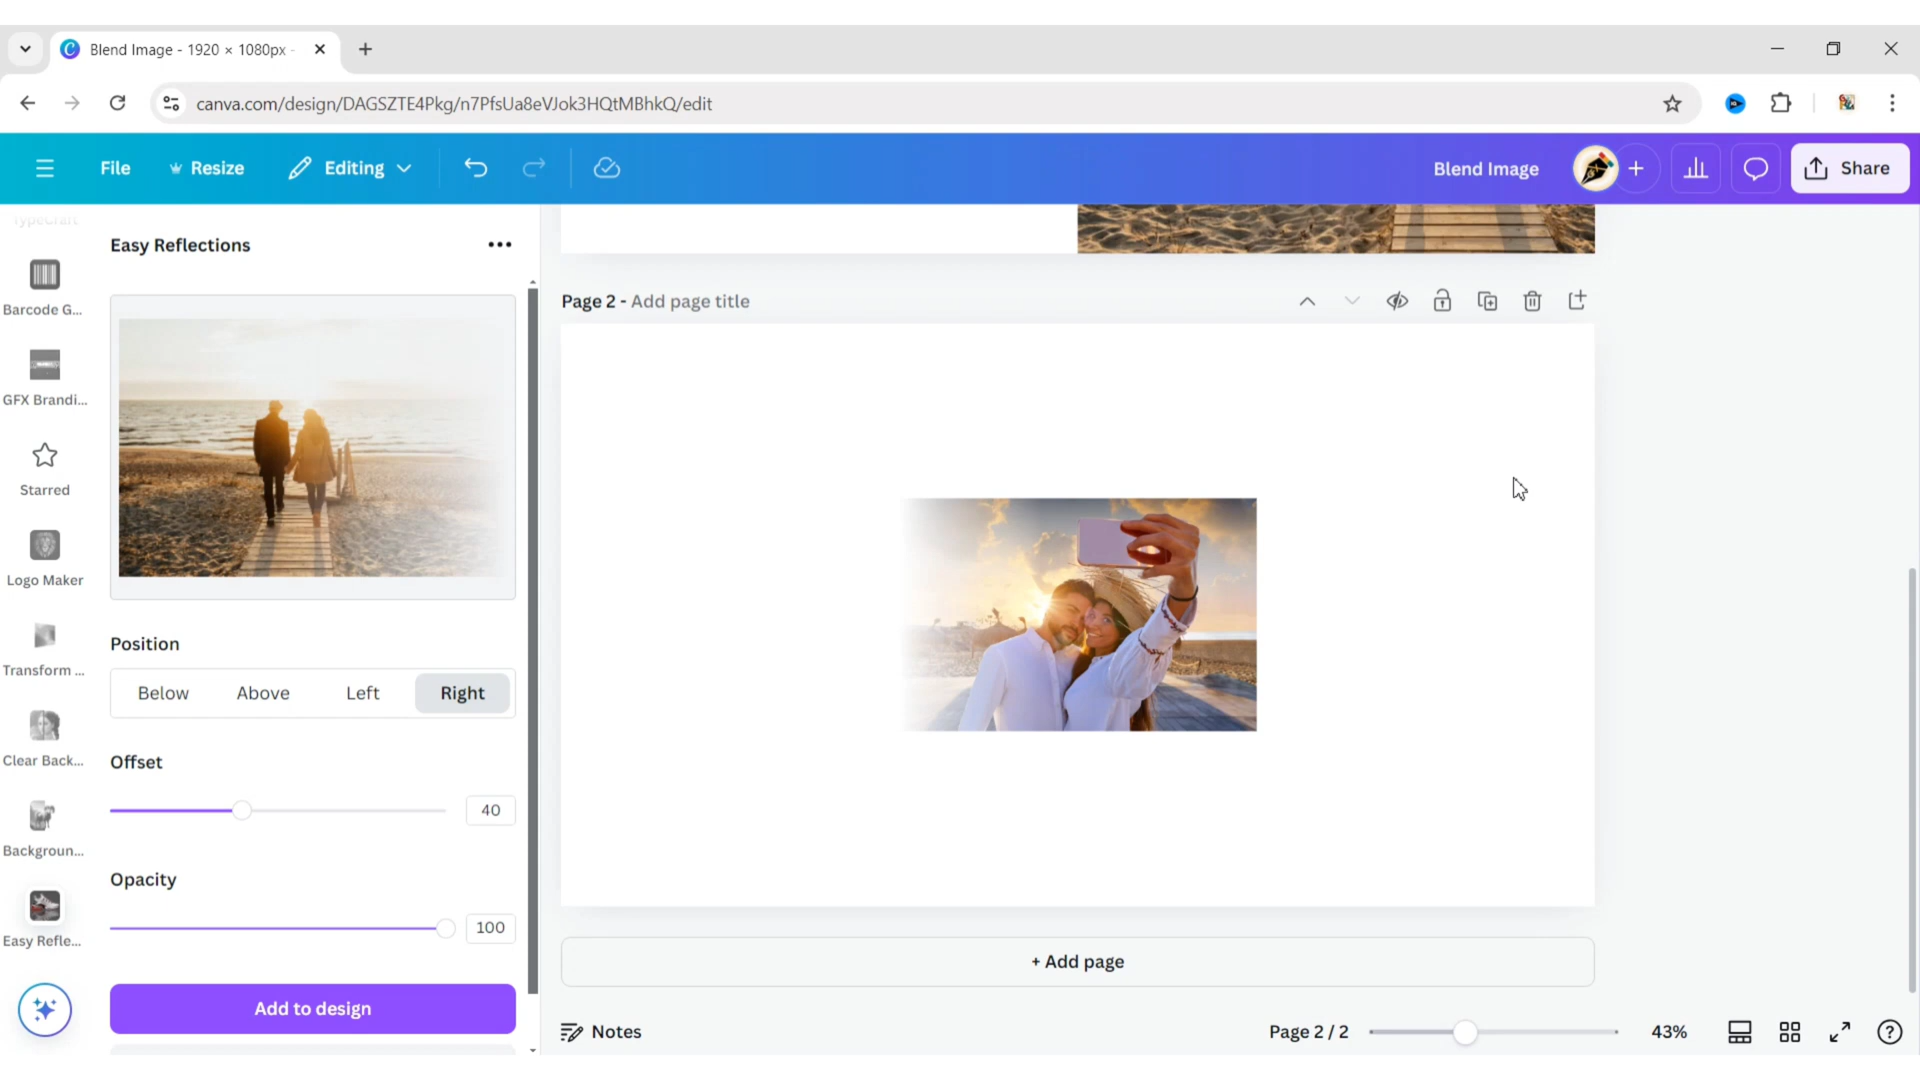 Blend Image - 1920 × 1080px -
canva.com/design/DAGSZTE4Pkg/n7PfsUa8eVJok3HQtMBhkQ/edit
File
Resize
Editing
Blend Image
Share
TypeCraft
Barcode G...
GFX Brandi...
Starred
Logo Maker
Transform ...
Clear Back...
Backgroun...
Easy Refle...
Easy Reflections
Position
Below
Above
Left
Right
Offset
40
Opacity
100
Add to design
Page 2 - Add page title
+ Add page
Notes
Page 2 / 2
43%